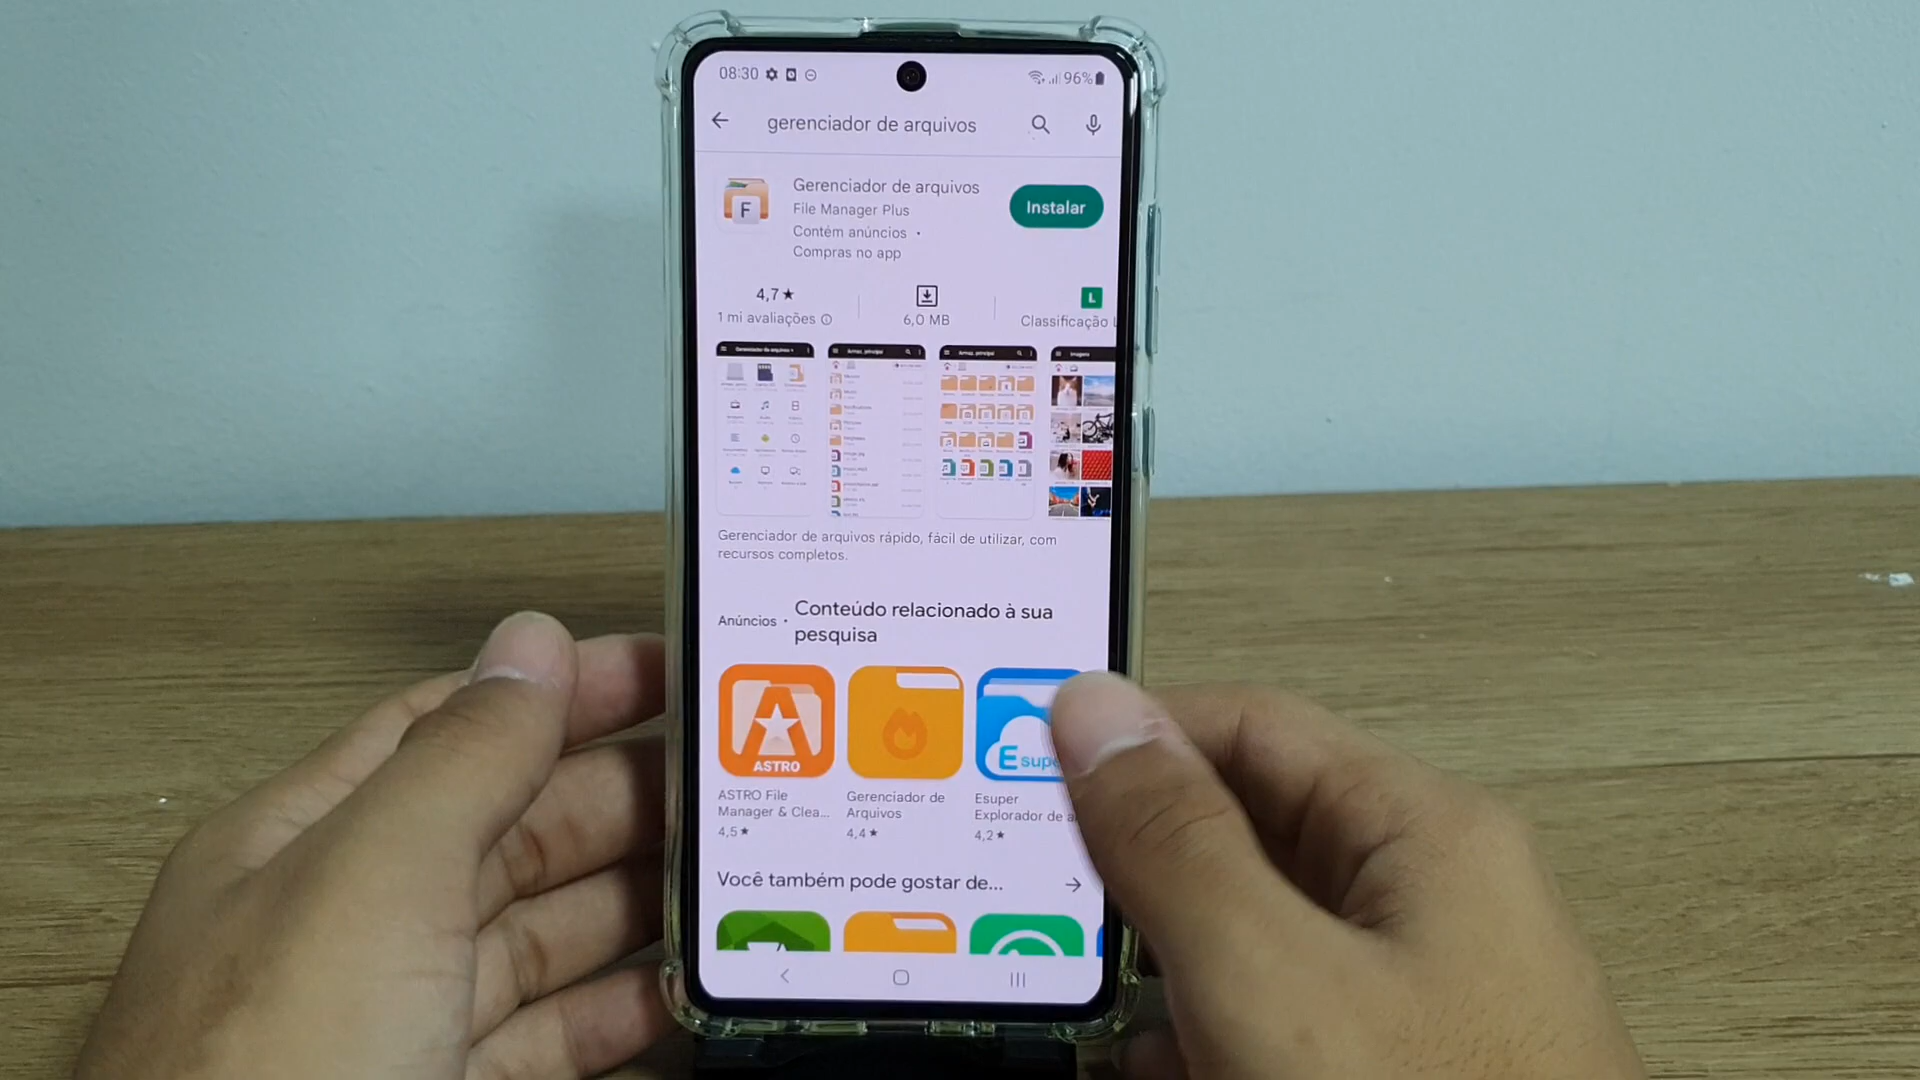 08:30
96%
gerenciador de arquivos
Gerenciador de arquivos
File Manager Plus
Contém anúncios •
Compras no app
Instalar
4,7★
1 mi avaliações
6,0 MB
L
Classificação L
F
Gerenciador de arquivos rápido, fácil de utilizar, com
recursos completos.
Anúncios •
Conteúdo relacionado à sua
pesquisa
ASTRO
E supe
ASTRO File
Manager & Clea...
4,5★
Gerenciador de
Arquivos
4,4★
Esuper
Explorador de a
4,2★
Você também pode gostar de...